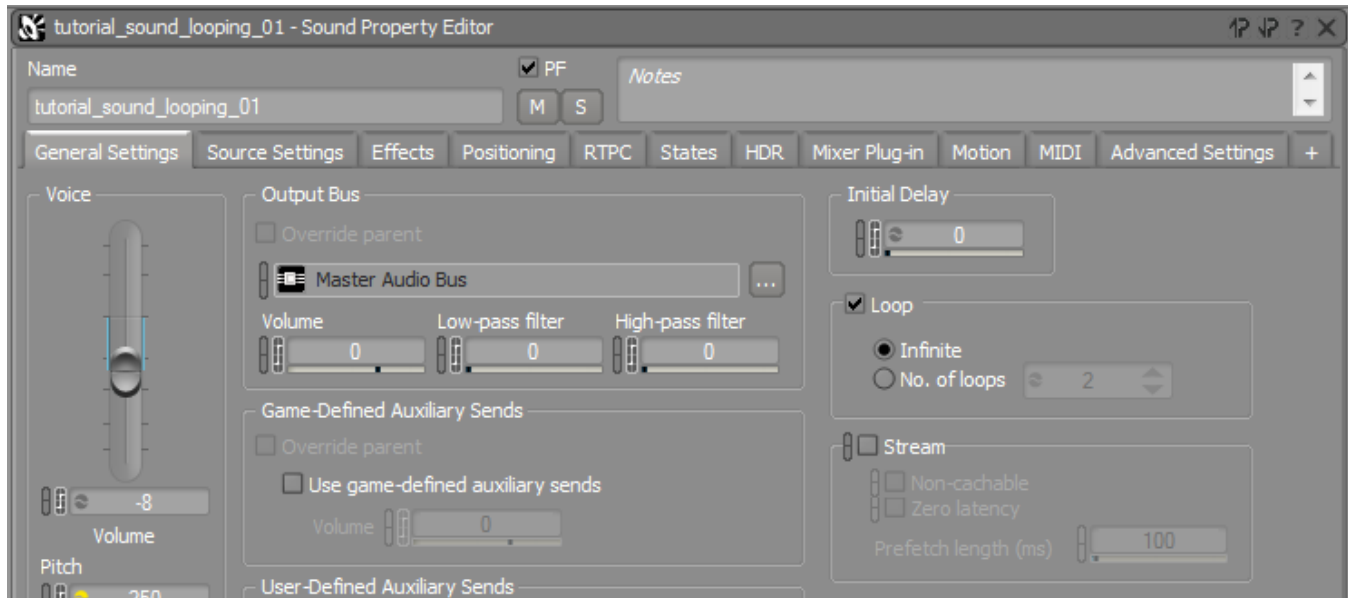 tutorial_sound_looping_01 - Sound Property Editor
Name
PF
Notes
tutorial_sound_looping_01
M S
General Settings Source Settings Effects Positioning RTPC States HDR Mixer Plug-in Motion MIDI Advanced Settings +
Voice
-8
Volume
Pitch
Output Bus
Override parent
Master Audio Bus
...
Volume Low-pass filter High-pass filter
0 0 0
Game-Defined Auxiliary Sends
Override parent
Use game-defined auxiliary sends
Volume 0
User-Defined Auxiliary Sends
Initial Delay
0
Loop
Infinite
No. of loops 2
Stream
Non-cachable
Zero latency
Prefetch length (ms) 100